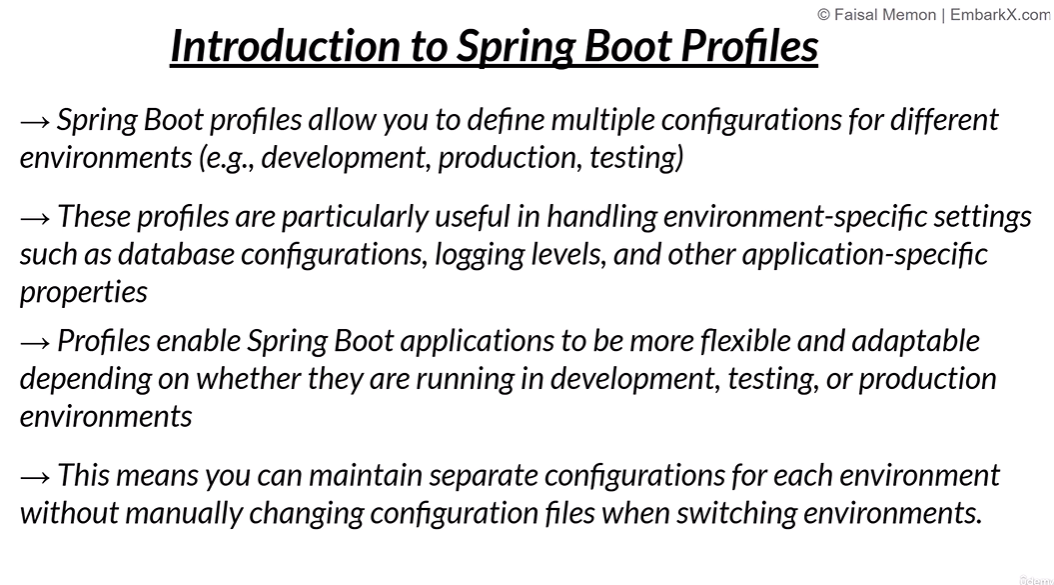 © Faisal Memon | EmbarkX.com
Introduction to Spring Boot Profiles
→ Spring Boot profiles allow you to define multiple configurations for different
environments (e.g., development, production, testing)
→ These profiles are particularly useful in handling environment-specific settings
such as database configurations, logging levels, and other application-specific
properties
→ Profiles enable Spring Boot applications to be more flexible and adaptable
depending on whether they are running in development, testing, or production
environments
→ This means you can maintain separate configurations for each environment
without manually changing configuration files when switching environments.
ûdemy